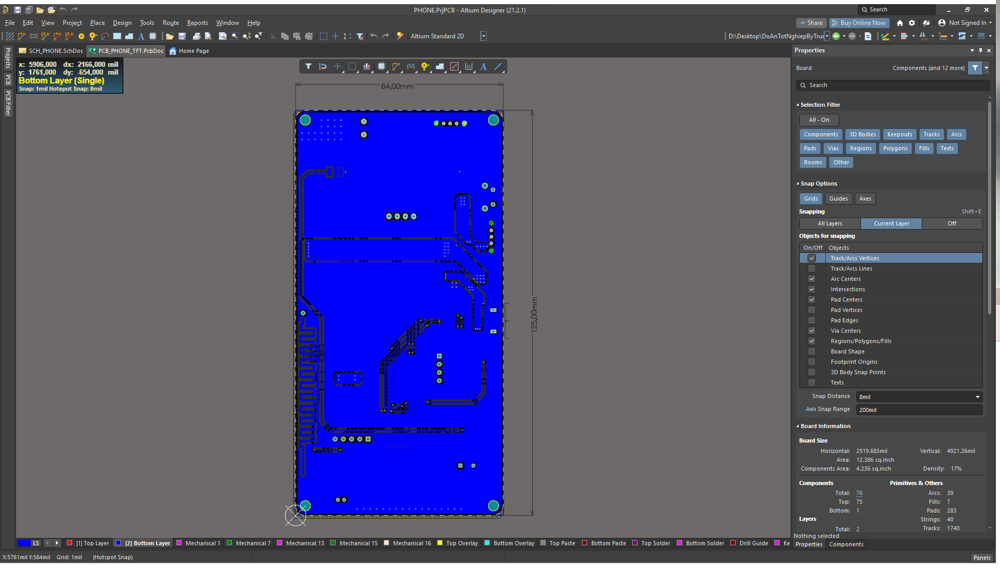 PHONE.PrjPCB - Altium Designer (21.2.1)
Search
File Edit View Project Place Design Tools Route Reports Window Help
Share Buy Online Now Not Signed In
Altium Standard 2D
D:\Desktop\DoAnTotNghiepByTrur
SCH_PHONE.SchDoc PCB_PHONE_TFT.PcbDoc Home Page
Projects
PCB
PCB Filter
x: 5906,000 dx: 2166,000 mil
y: 1761,000 dy: -654,000 mil
Bottom Layer (Single)
Snap: 1mil Hotspot Snap: 8mil
64,00mm
125,00mm
Properties
Board Components (and 12 more)
Search
Selection Filter
All - On
Components 3D Bodies Keepouts Tracks Arcs
Pads Vias Regions Polygons Fills Texts
Rooms Other
Snap Options
Grids Guides Axes
Snapping Shift+E
All Layers Current Layer Off
Objects for snapping
On/Off Objects
Track/Arcs Vertices
Track/Arcs Lines
Arc Centers
Intersections
Pad Centers
Pad Vertices
Pad Edges
Via Centers
Regions/Polygons/Fills
Board Shape
Footprint Origins
3D Body Snap Points
Texts
Snap Distance 8mil
Axis Snap Range 200mil
Board Information
Board Size
Horizontal: 2519.685mil Vertical: 4921.26mil
Area: 12.386 sq.inch
Components Area: 4.236 sq.inch Density: 17%
Components Primitives & Others
Total: 76 Arcs: 39
Top: 75 Fills: 7
Bottom: 1 Pads: 283
Layers Strings: 40
Total: 2 Tracks: 1740
Nothing selected
Properties Components
LS [1] Top Layer [2] Bottom Layer Mechanical 1 Mechanical 7 Mechanical 13 Mechanical 15 Mechanical 16 Top Overlay Bottom Overlay Top Paste Bottom Paste Top Solder Bottom Solder Drill Guide Ke
X:5761mil Y:564mil Grid: 1mil (Hotspot Snap)
Panels